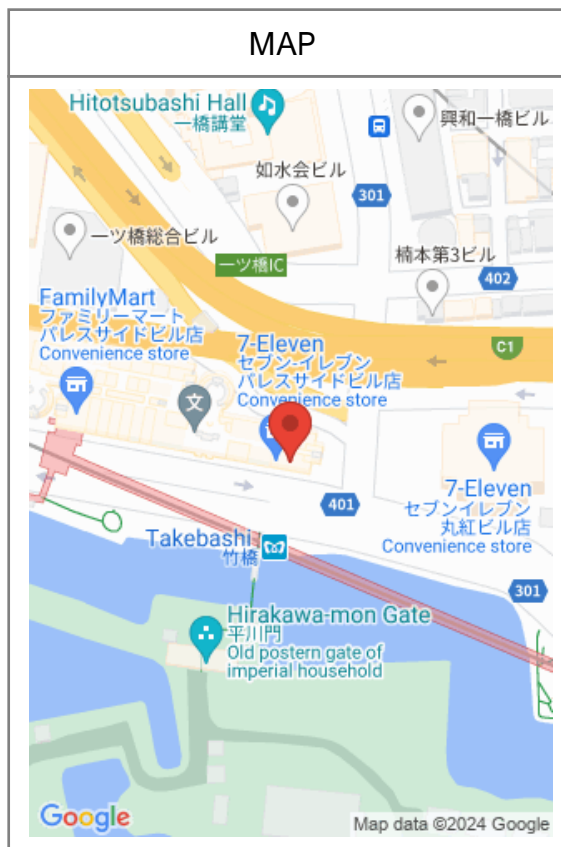 MAP
Hitotsubashi Hall
一橋講堂
興和一橋ビル
如水会ビル
301
一ツ橋総合ビル
一ツ橋IC
楠本第3ビル
402
FamilyMart
ファミリーマート
パレスサイドビル店
Convenience store
7-Eleven
セブン-イレブン
パレスサイドビル店
Convenience store
C1
文
401
7-Eleven
セブンイレブン
丸紅ビル店
Convenience store
Takebashi
竹橋
301
Hirakawa-mon Gate
平川門
Old postern gate of
imperial household
Google
Map data ©2024 Google